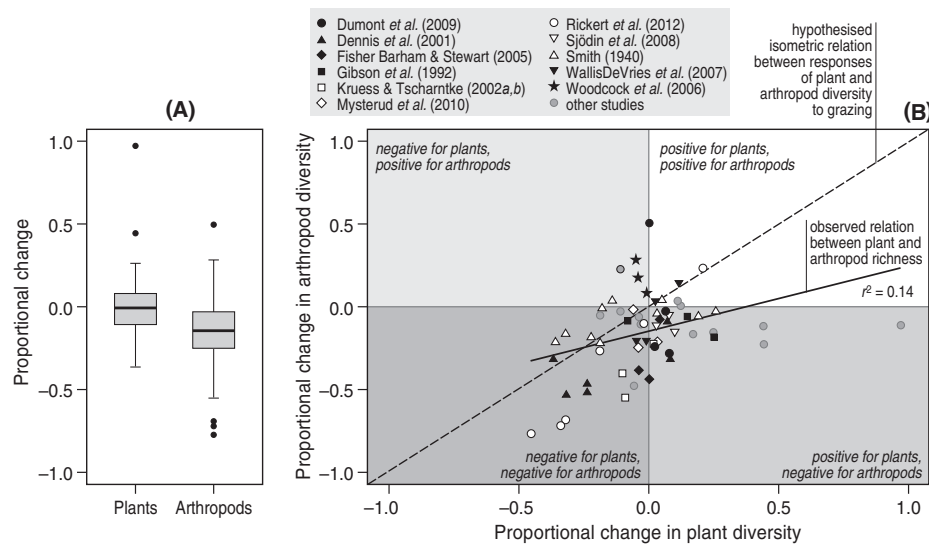 Dumont et al. (2009)
Dennis et al. (2001)
Fisher Barham & Stewart (2005)
Gibson et al. (1992)
Kruess & Tscharntke (2002a,b)
Mysterud et al. (2010)
Rickert et al. (2012)
Sjödin et al. (2008)
Smith (1940)
WallisDeVries et al. (2007)
Woodcock et al. (2006)
other studies
hypothesised
isometric relation
between responses
of plant and
arthropod diversity
to grazing
(A)
Proportional change
1.0
0.5
0.0
−0.5
−1.0
Plants
Arthropods
(B)
Proportional change in arthropod diversity
1.0
0.5
0.0
−0.5
−1.0
negative for plants,
positive for arthropods
positive for plants,
positive for arthropods
observed relation
between plant and
arthropod richness
r² = 0.14
negative for plants,
negative for arthropods
positive for plants,
negative for arthropods
−1.0
−0.5
0.0
0.5
1.0
Proportional change in plant diversity